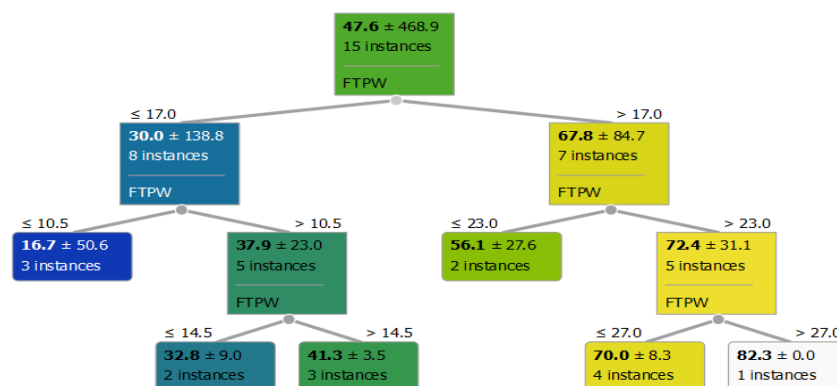 47.6 ± 468.9
15 instances
FTPW
≤ 17.0
> 17.0
30.0 ± 138.8
8 instances
FTPW
67.8 ± 84.7
7 instances
FTPW
≤ 10.5
> 10.5
≤ 23.0
> 23.0
16.7 ± 50.6
3 instances
37.9 ± 23.0
5 instances
FTPW
56.1 ± 27.6
2 instances
72.4 ± 31.1
5 instances
FTPW
≤ 14.5
> 14.5
≤ 27.0
> 27.0
32.8 ± 9.0
2 instances
41.3 ± 3.5
3 instances
70.0 ± 8.3
4 instances
82.3 ± 0.0
1 instances